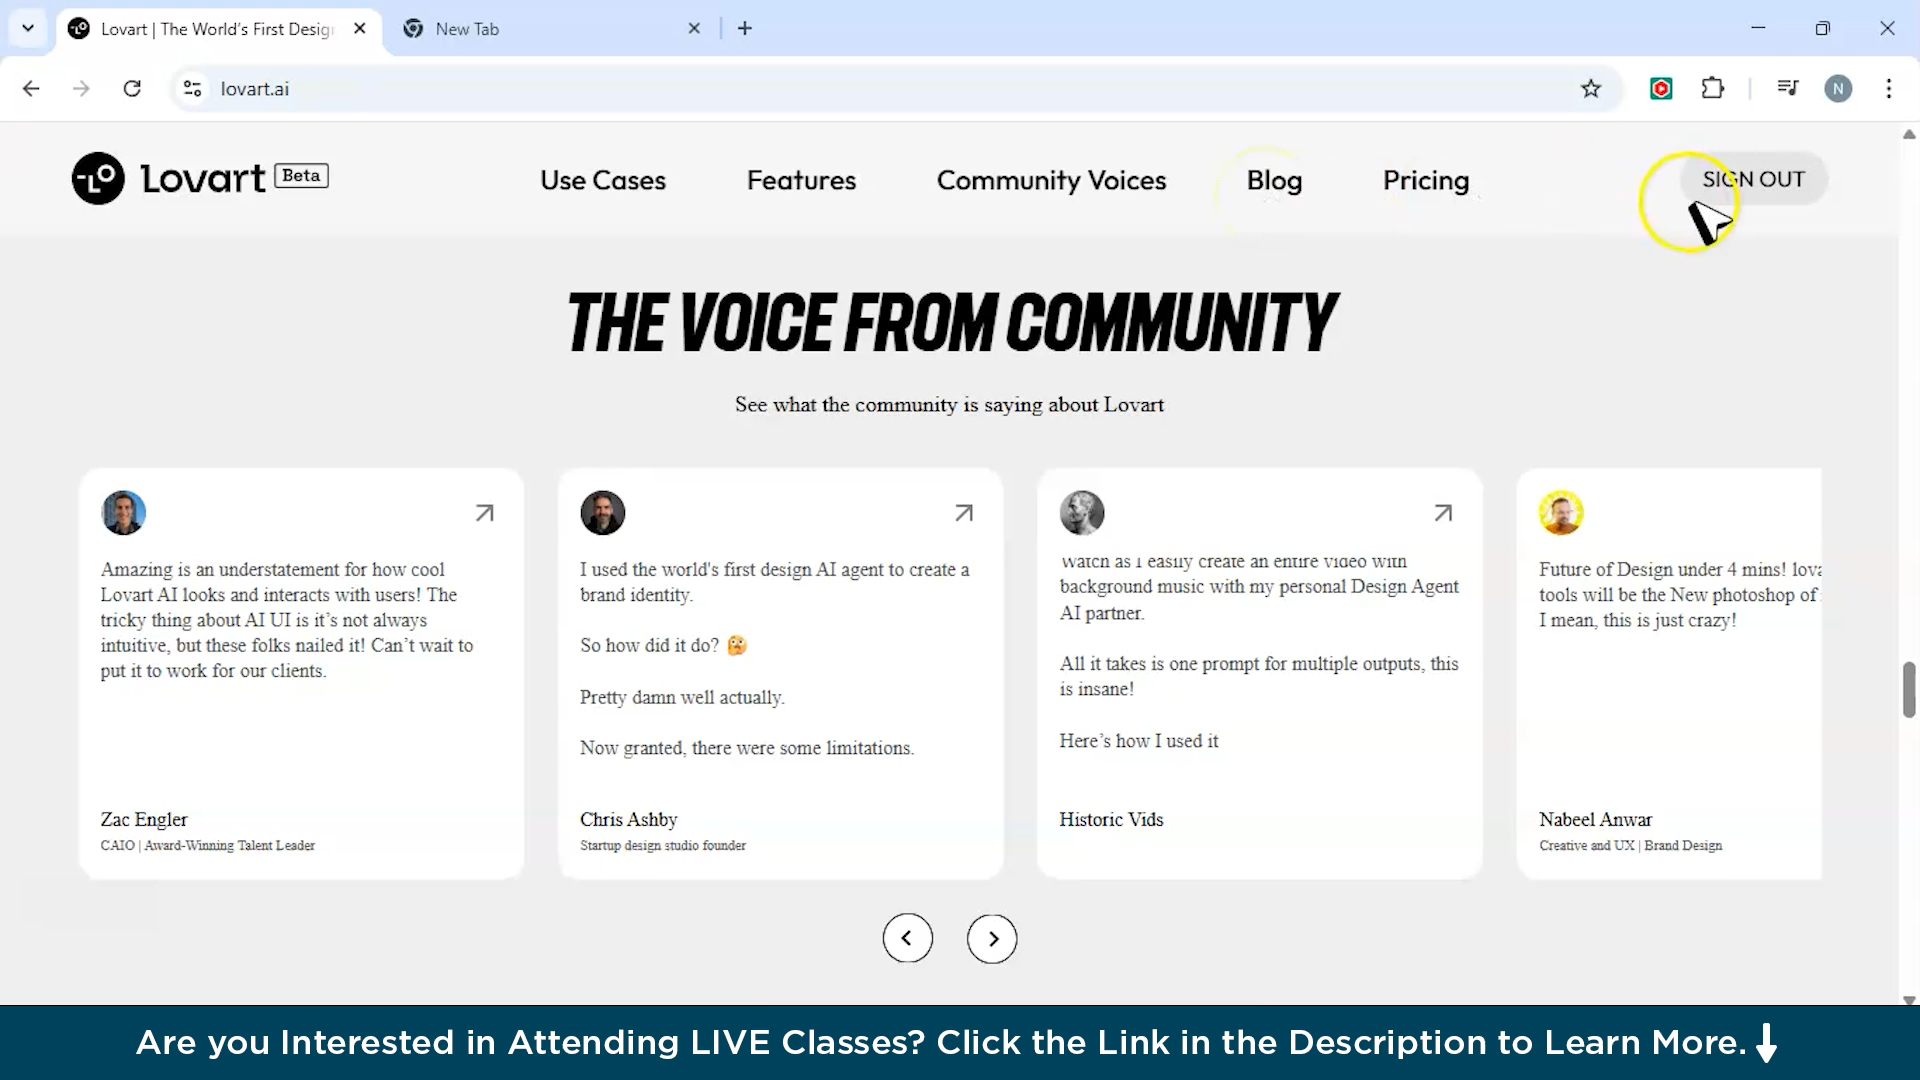 Lovart | The World's First Desig
New Tab
lovart.ai
N
Lovart Beta
Use Cases
Features
Community Voices
Blog
Pricing
SIGN OUT
THE VOICE FROM COMMUNITY
See what the community is saying about Lovart
Amazing is an understatement for how cool
Lovart AI looks and interacts with users! The
tricky thing about AI UI is it's not always
intuitive, but these folks nailed it! Can't wait to
put it to work for our clients.
Zac Engler
CAIO | Award-Winning Talent Leader
I used the world's first design AI agent to create a
brand identity.
So how did it do? 🤔
Pretty damn well actually.
Now granted, there were some limitations.
Chris Ashby
Startup design studio founder
Watch as I easily create an entire video with
background music with my personal Design Agent
AI partner.
All it takes is one prompt for multiple outputs, this
is insane!
Here's how I used it
Historic Vids
Future of Design under 4 mins! lova
tools will be the New photoshop of
I mean, this is just crazy!
Nabeel Anwar
Creative and UX | Brand Design
Are you Interested in Attending LIVE Classes? Click the Link in the Description to Learn More.